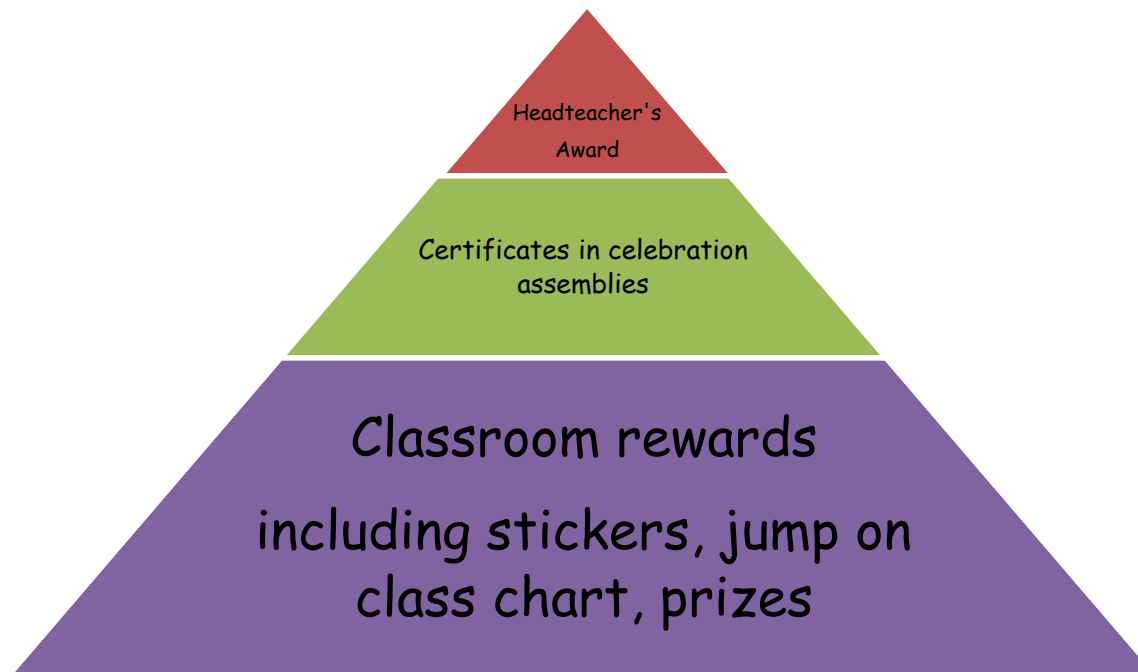 Headteacher's
Award
Certificates in celebration
assemblies
Classroom rewards
including stickers, jump on
class chart, prizes